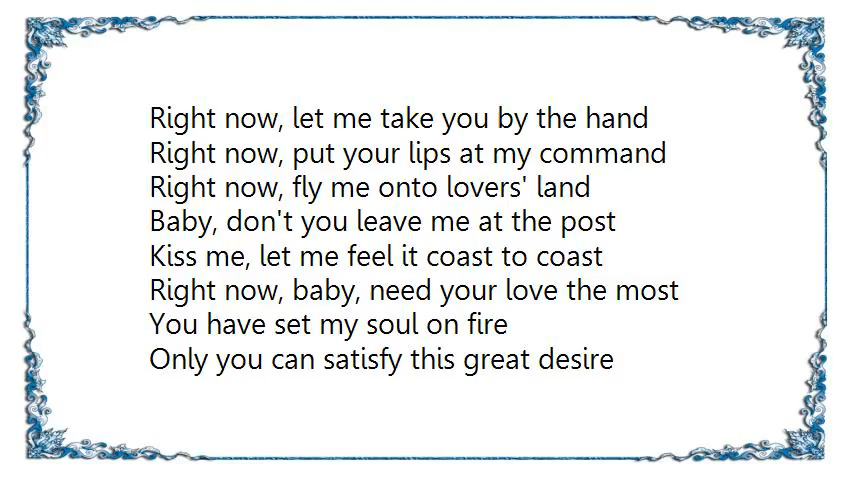 Right now, let me take you by the hand
Right now, put your lips at my command
Right now, fly me onto lovers' land
Baby, don't you leave me at the post
Kiss me, let me feel it coast to coast
Right now, baby, need your love the most
You have set my soul on fire
Only you can satisfy this great desire